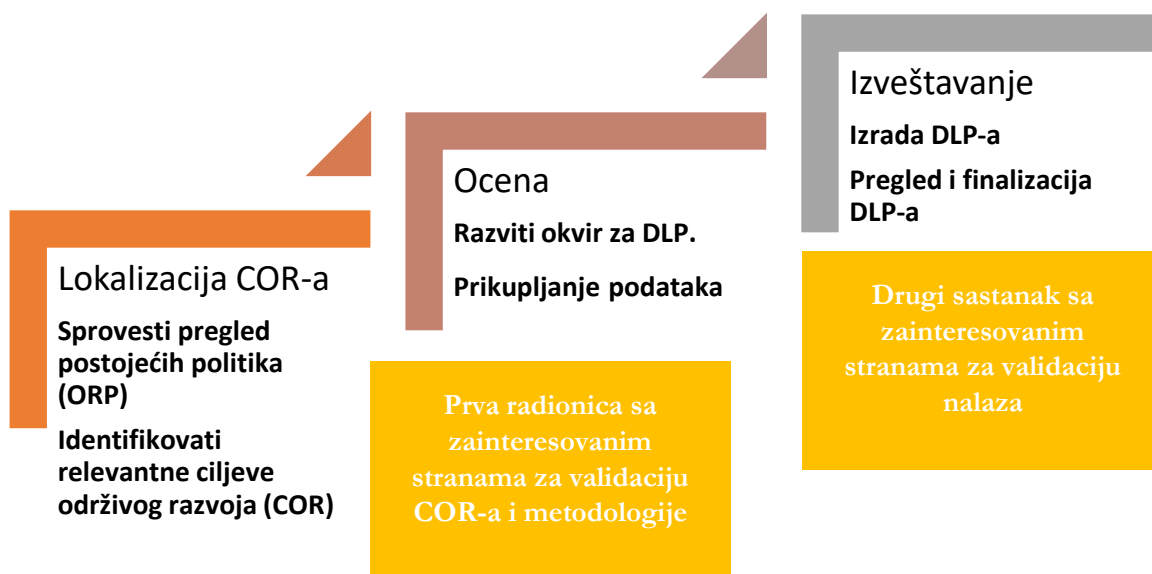 Lokalizacija COR-a
Sprovesti pregled
postojećih politika
(ORP)
Identifikovati
relevantne ciljeve
održivog razvoja (COR)
Ocena
Razviti okvir za DLP.
Prikupljanje podataka
Prva radionica sa
zainteresovanim
stranama za validaciju
COR-a i metodologije
Izveštavanje
Izrada DLP-a
Pregled i finalizacija
DLP-a
Drugi sastanak sa
zainteresovanim
stranama za validaciju
nalaza